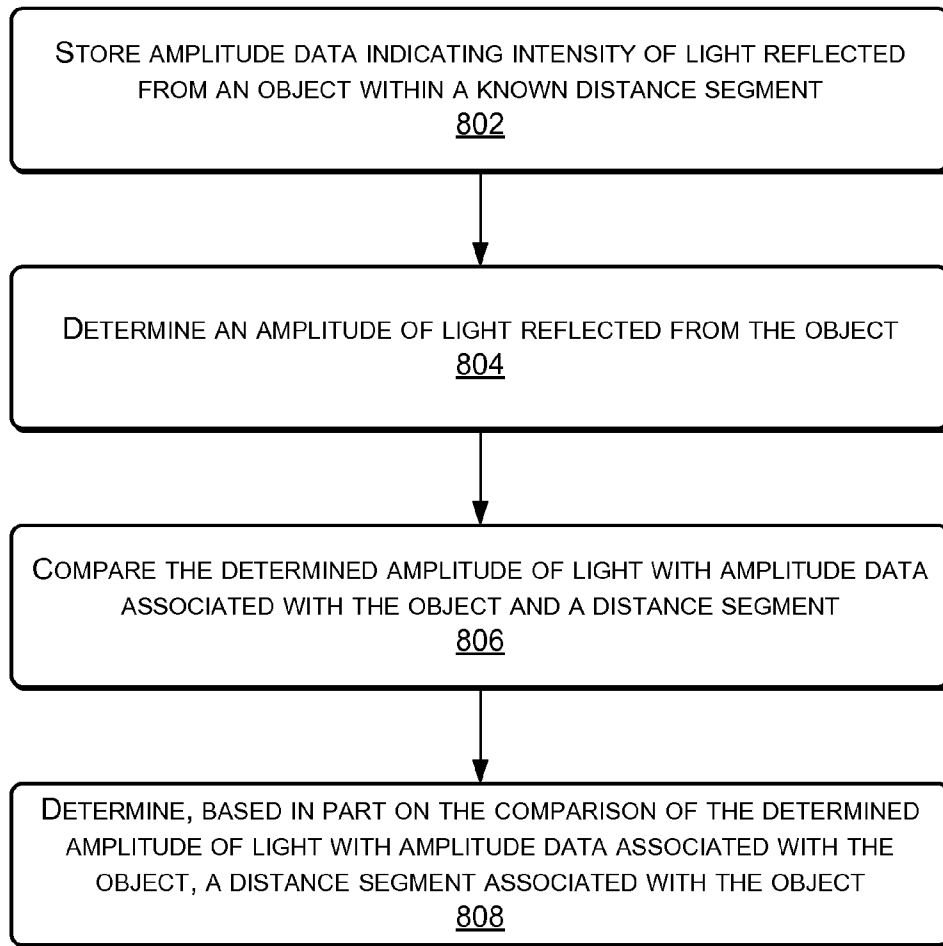 STORE AMPLITUDE DATA INDICATING INTENSITY OF LIGHT REFLECTED
FROM AN OBJECT WITHIN A KNOWN DISTANCE SEGMENT
802
DETERMINE AN AMPLITUDE OF LIGHT REFLECTED FROM THE OBJECT
804
COMPARE THE DETERMINED AMPLITUDE OF LIGHT WITH AMPLITUDE DATA
ASSOCIATED WITH THE OBJECT AND A DISTANCE SEGMENT
806
DETERMINE, BASED IN PART ON THE COMPARISON OF THE DETERMINED
AMPLITUDE OF LIGHT WITH AMPLITUDE DATA ASSOCIATED WITH THE
OBJECT, A DISTANCE SEGMENT ASSOCIATED WITH THE OBJECT
808